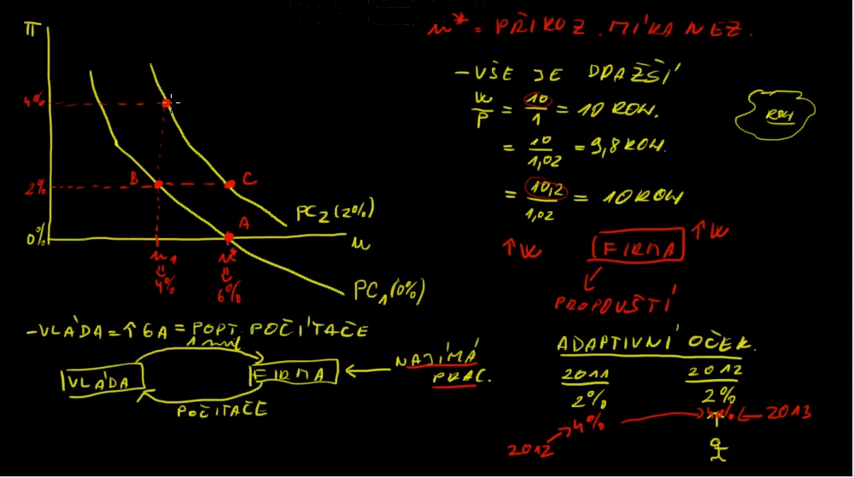 π
4%
2%
0%
B
C
A
PC₂ (2%)
PC₁ (0%)
u
u₁
4%
u*
6%
u* = PŘIROZ. MÍRA NEZ.
- VŠE JE DRAŽŠÍ
W/P = 10/1 = 10 ROH.
= 10/1,02 = 9,8 ROH.
= 10,2/1,02 = 10 ROH
ROH
↑W FIRMA ↑W
PROPOUŠTÍ
- VLÁDA = ↑GA = POPT. POČÍTAČE
1 mil.
VLÁDA
FIRMA
POČÍTAČE
NAJÍMÁ
PRAC.
ADAPTIVNÍ OČEK.
2011 2012
2% 2%
2012 → 4% → 4% ← 2013